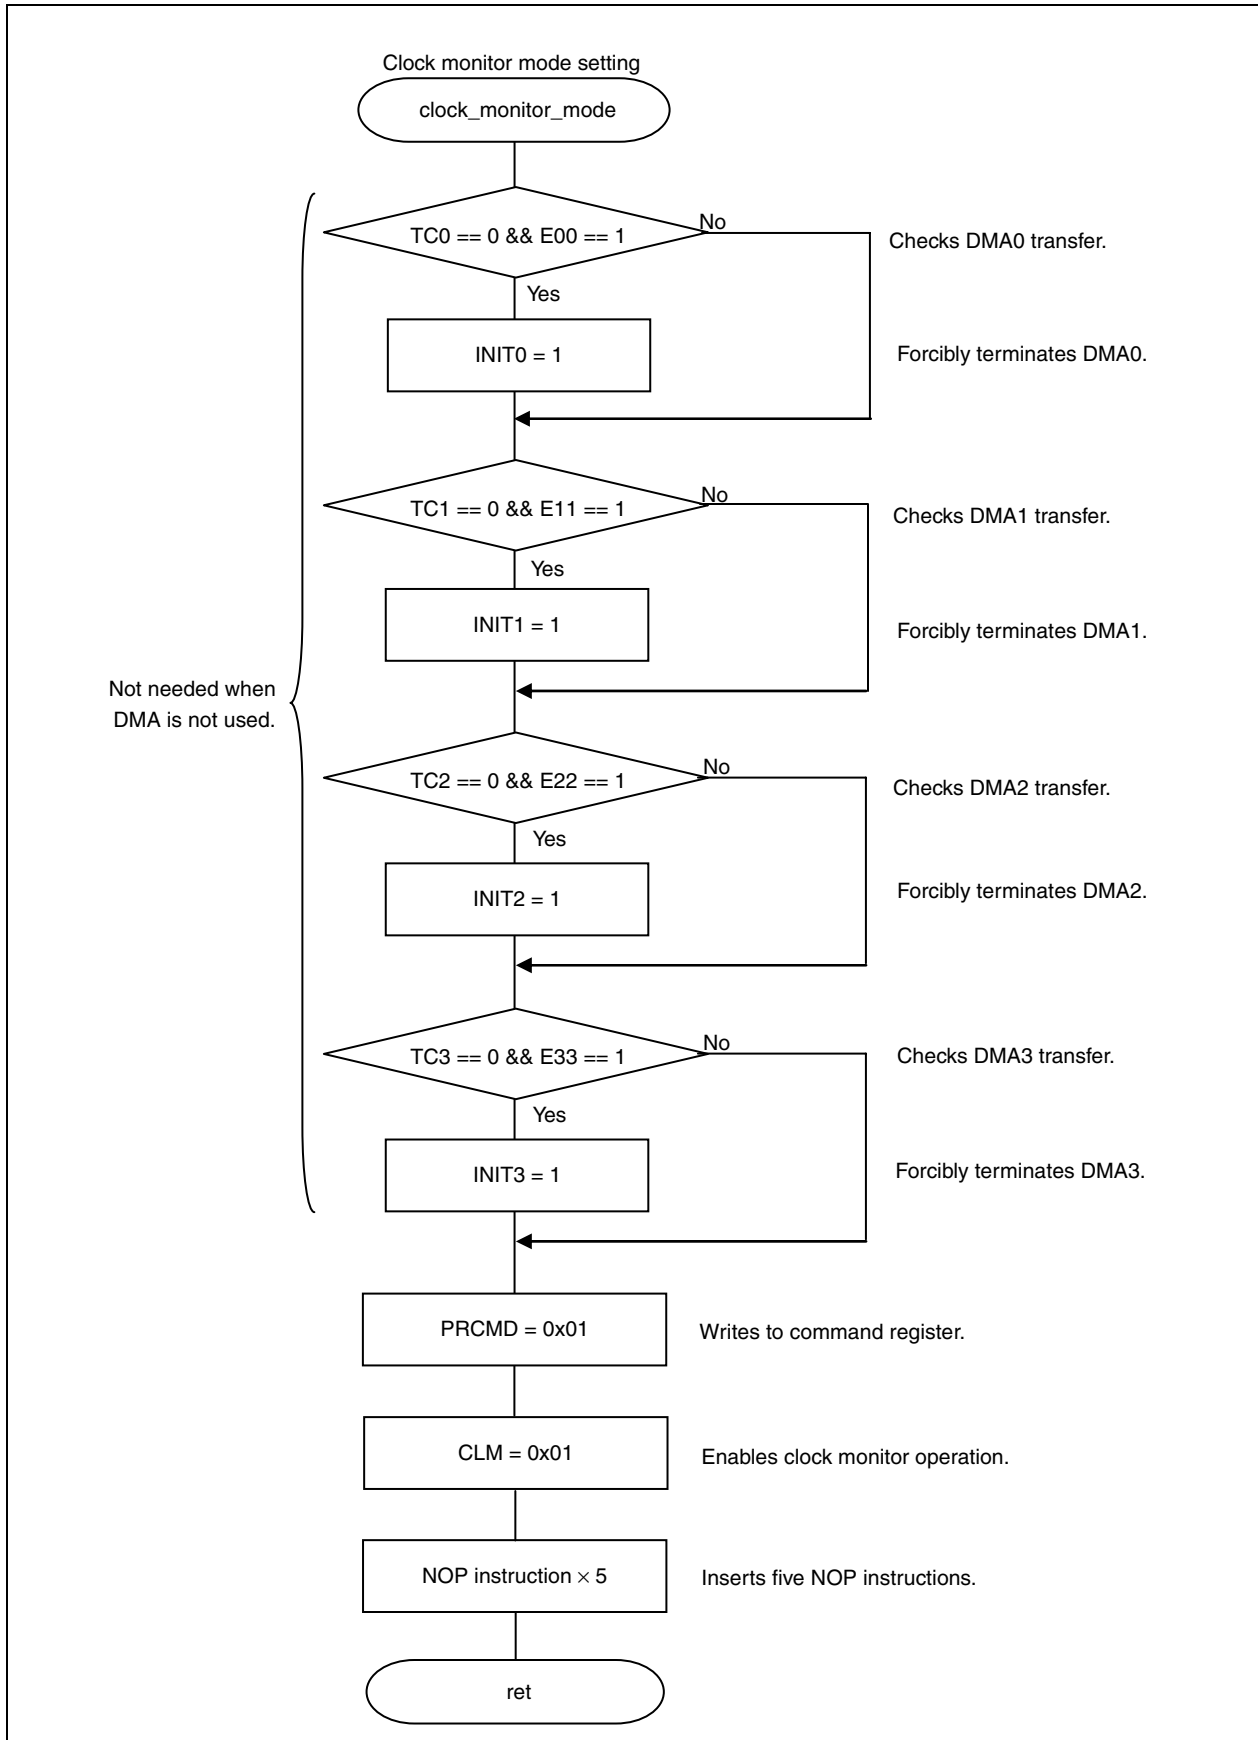 Clock monitor mode setting
clock_monitor_mode
TC0 == 0 && E00 == 1
No
Checks DMA0 transfer.
Yes
INIT0 = 1
Forcibly terminates DMA0.
TC1 == 0 && E11 == 1
No
Checks DMA1 transfer.
Yes
INIT1 = 1
Forcibly terminates DMA1.
Not needed when
DMA is not used.
TC2 == 0 && E22 == 1
No
Checks DMA2 transfer.
Yes
INIT2 = 1
Forcibly terminates DMA2.
TC3 == 0 && E33 == 1
No
Checks DMA3 transfer.
Yes
INIT3 = 1
Forcibly terminates DMA3.
PRCMD = 0x01
Writes to command register.
CLM = 0x01
Enables clock monitor operation.
NOP instruction × 5
Inserts five NOP instructions.
ret